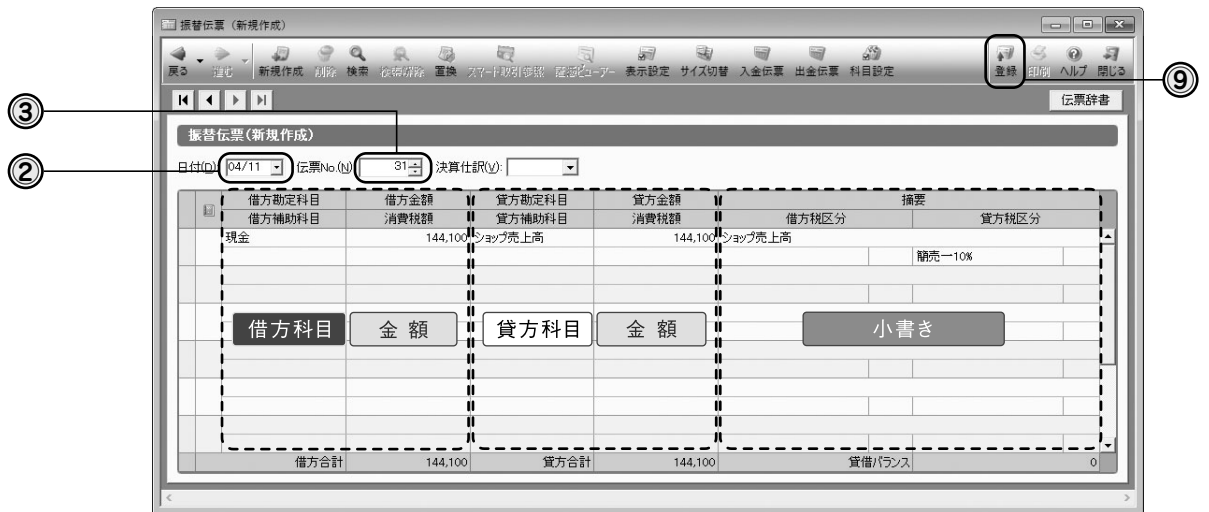 振替伝票（新規作成）
戻る 進む 新規作成 削除 検索 検索解除 置換 スマート取引取込 証憑ビューアー 表示設定 サイズ切替 入金伝票 出金伝票 科目設定 登録 印刷 ヘルプ 閉じる
⑨
伝票辞書
③
振替伝票(新規作成)
② 日付(D): 04/11 伝票No.(N) 31 決算仕訳(V):
借方勘定科目 借方金額 貸方勘定科目 貸方金額 摘要
借方補助科目 消費税額 貸方補助科目 消費税額 借方税区分 貸方税区分
現金 144,100 ショップ売上高 144,100 ショップ売上高
簡売一10%
借方科目 金 額 貸方科目 金 額 小書き
借方合計 144,100 貸方合計 144,100 貸借バランス 0